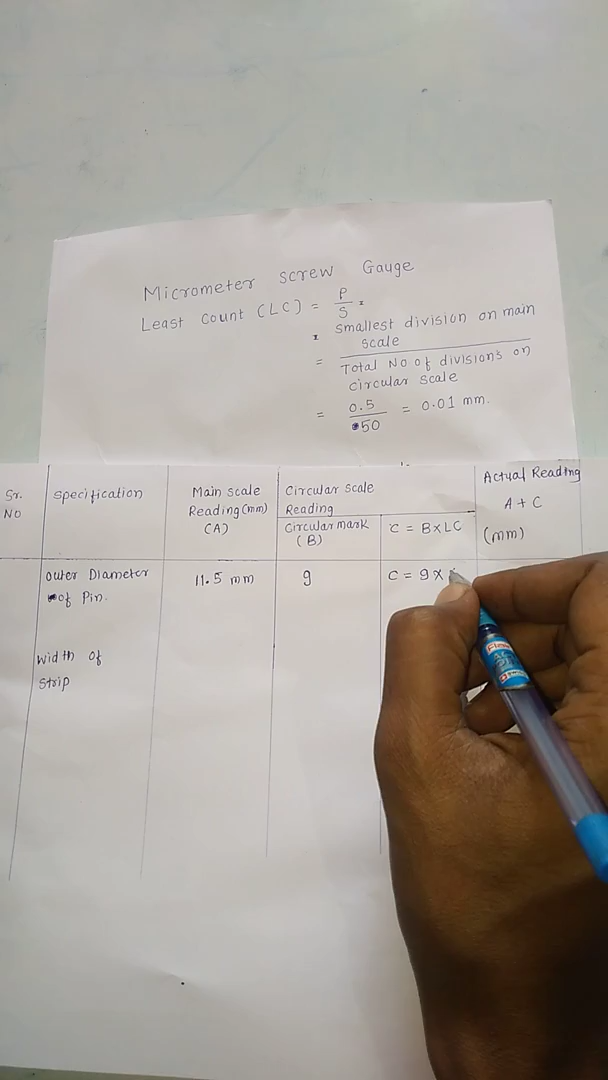 Micrometer screw Gauge
Least count (LC) = P/S =
= smallest division on main scale
= Total No of divisions on circular scale
= 0.5/50 = 0.01 mm.
Sr. No
Specification
Main scale Reading (mm) (A)
Circular scale Reading
Circular mark (B)
C = B×LC
Actual Reading A + C (mm)
Outer Diameter of Pin.
11.5 mm
9
C = 9×
Width of strip